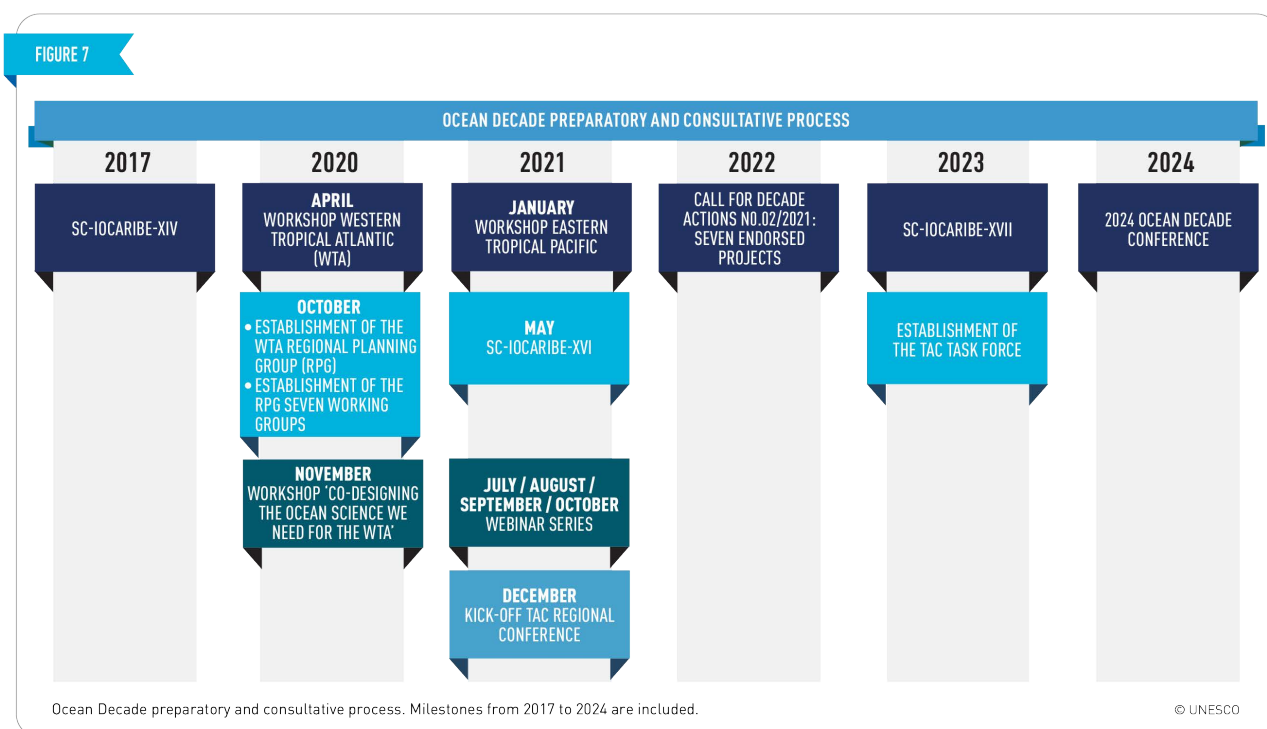 FIGURE 7
OCEAN DECADE PREPARATORY AND CONSULTATIVE PROCESS
2017
SC-IOCARIBE-XIV
2020
APRIL
WORKSHOP WESTERN
TROPICAL ATLANTIC
(WTA)
OCTOBER
• ESTABLISHMENT OF THE
WTA REGIONAL PLANNING
GROUP (RPG)
• ESTABLISHMENT OF THE
RPG SEVEN WORKING
GROUPS
NOVEMBER
WORKSHOP ‘CO-DESIGNING
THE OCEAN SCIENCE WE
NEED FOR THE WTA’
2021
JANUARY
WORKSHOP EASTERN
TROPICAL PACIFIC
MAY
SC-IOCARIBE-XVI
JULY / AUGUST /
SEPTEMBER / OCTOBER
WEBINAR SERIES
DECEMBER
KICK-OFF TAC REGIONAL
CONFERENCE
2022
CALL FOR DECADE
ACTIONS NO.02/2021:
SEVEN ENDORSED
PROJECTS
2023
SC-IOCARIBE-XVII
ESTABLISHMENT OF
THE TAC TASK FORCE
2024
2024 OCEAN DECADE
CONFERENCE
Ocean Decade preparatory and consultative process. Milestones from 2017 to 2024 are included.
© UNESCO